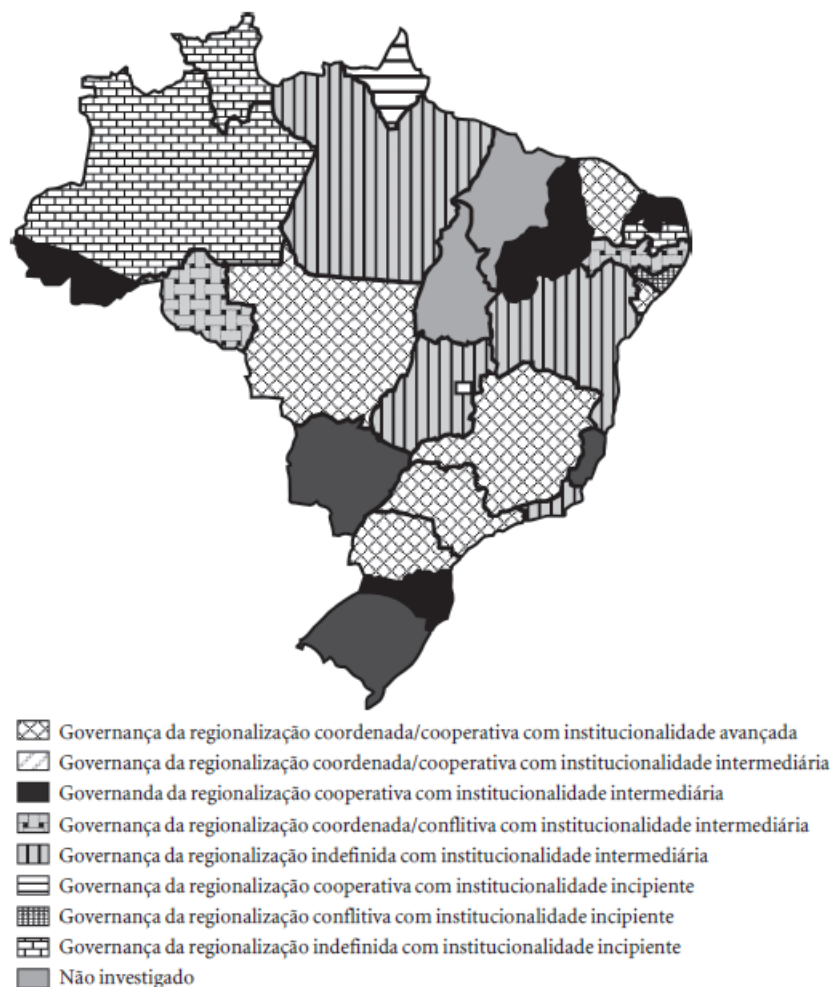 Governança da regionalização coordenada/cooperativa com institucionalidade avançada
Governança da regionalização coordenada/cooperativa com institucionalidade intermediária
Governanda da regionalização cooperativa com institucionalidade intermediária
Governança da regionalização coordenada/conflitiva com institucionalidade intermediária
Governança da regionalização indefinida com institucionalidade intermediária
Governança da regionalização cooperativa com institucionalidade incipiente
Governança da regionalização conflitiva com institucionalidade incipiente
Governança da regionalização indefinida com institucionalidade incipiente
Não investigado